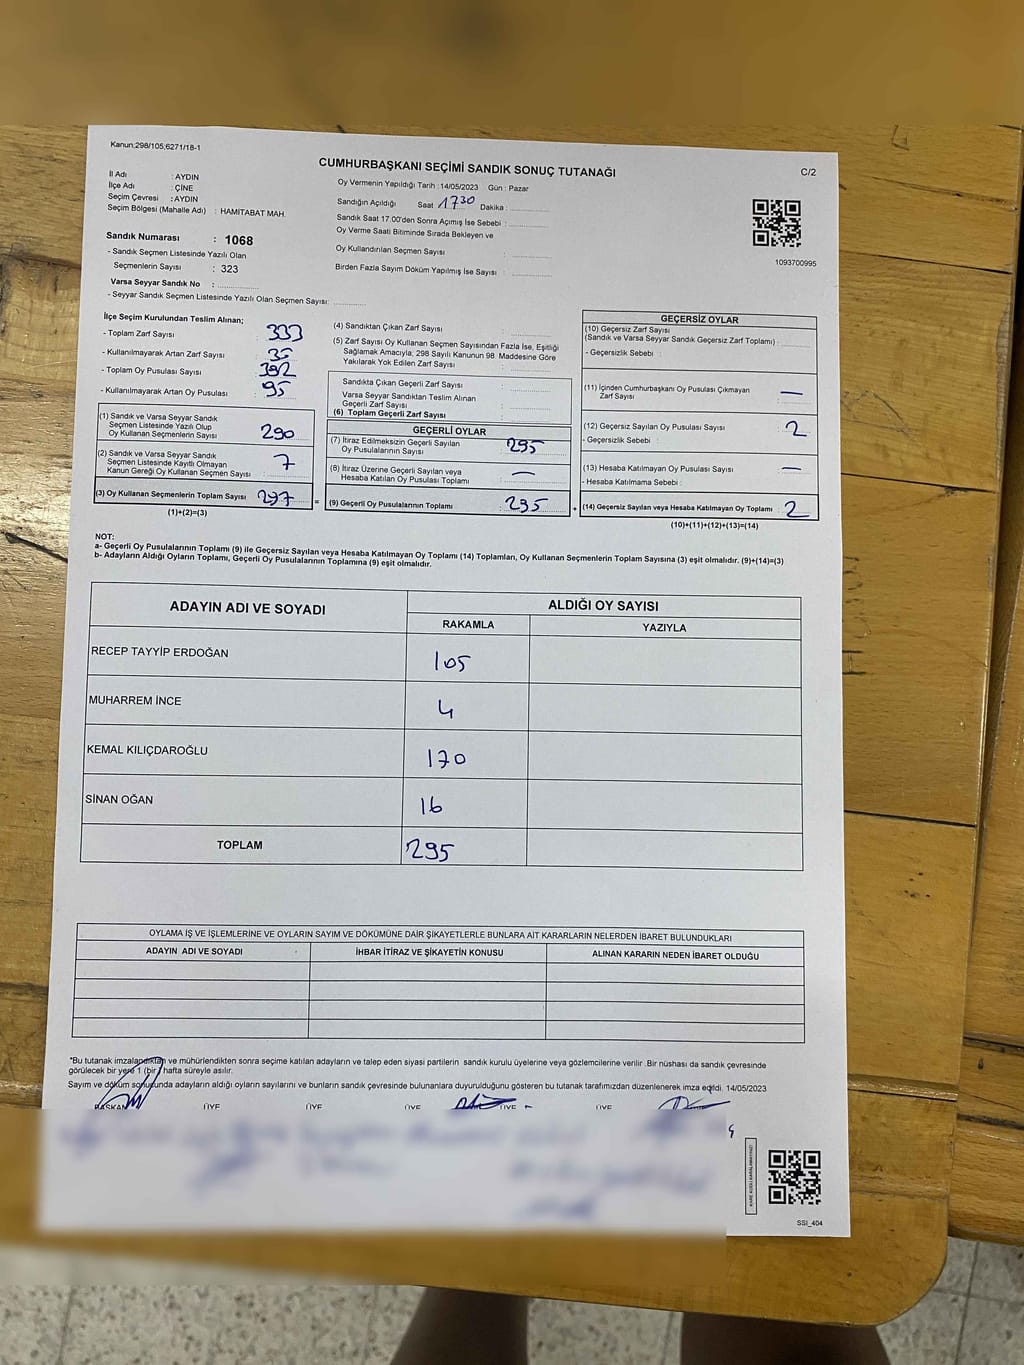 Kanun:298/105;6271/18-1
CUMHURBAŞKANI SEÇİMİ SANDIK SONUÇ TUTANAĞI
C/2
İl Adı : AYDIN
İlçe Adı : ÇİNE
Seçim Çevresi : AYDIN
Seçim Bölgesi (Mahalle Adı) : HAMİTABAT MAH.
Oy Vermenin Yapıldığı Tarih : 14/05/2023 Gün : Pazar
Sandığın Açıldığı Saat 1730 Dakika :
Sandık Saat 17.00'den Sonra Açımış İse Sebebi :
Oy Verme Saati Bitiminde Sırada Bekleyen ve
Oy Kullandırılan Seçmen Sayısı :
Birden Fazla Sayım Döküm Yapılmış İse Sayısı :
1093700995
Sandık Numarası : 1068
- Sandık Seçmen Listesinde Yazılı Olan
Seçmenlerin Sayısı : 323
Varsa Seyyar Sandık No :
- Seyyar Sandık Seçmen Listesinde Yazılı Olan Seçmen Sayısı:
İlçe Seçim Kurulundan Teslim Alınan;
- Toplam Zarf Sayısı : 333
- Kullanılmayarak Artan Zarf Sayısı :
- Toplam Oy Pusulası Sayısı :
- Kullanılmayarak Artan Oy Pusulası : 95
(1) Sandık ve Varsa Seyyar Sandık
Seçmen Listesinde Yazılı Olup
Oy Kullanan Seçmenlerin Sayısı : 290
(2) Sandık ve Varsa Seyyar Sandık
Seçmen Listesinde Kayıtlı Olmayan
Kanun Gereği Oy Kullanan Seçmen Sayısı : 7
(3) Oy Kullanan Seçmenlerin Toplam Sayısı : 297 =
(1)+(2)=(3)
(4) Sandıktan Çıkan Zarf Sayısı :
(5) Zarf Sayısı Oy Kullanan Seçmen Sayısından Fazla İse, Eşitliği
Sağlamak Amacıyla, 298 Sayılı Kanunun 98. Maddesine Göre
Yakılarak Yok Edilen Zarf Sayısı :
Sandıkta Çıkan Geçerli Zarf Sayısı :
Varsa Seyyar Sandıktan Teslim Alınan
Geçerli Zarf Sayısı :
(6) Toplam Geçerli Zarf Sayısı :
GEÇERLİ OYLAR
(7) İtiraz Edilmeksizin Geçerli Sayılan
Oy Pusulalarının Sayısı : 295
(8) İtiraz Üzerine Geçerli Sayılan veya
Hesaba Katılan Oy Pusulası Toplamı : —
(9) Geçerli Oy Pusulalarının Toplamı : 295 +
GEÇERSİZ OYLAR
(10) Geçersiz Zarf Sayısı
(Sandık ve Varsa Seyyar Sandık Geçersiz Zarf Toplamı) :
- Geçersizlik Sebebi :
(11) İçinden Cumhurbaşkanı Oy Pusulası Çıkmayan
Zarf Sayısı : —
(12) Geçersiz Sayılan Oy Pusulası Sayısı : 2
- Geçersizlik Sebebi :
(13) Hesaba Katılmayan Oy Pusulası Sayısı : —
- Hesaba Katılmama Sebebi :
(14) Geçersiz Sayılan veya Hesaba Katılmayan Oy Toplamı : 2
(10)+(11)+(12)+(13)=(14)
NOT:
a- Geçerli Oy Pusulalarının Toplamı (9) ile Geçersiz Sayılan veya Hesaba Katılmayan Oy Toplamı (14) Toplamları, Oy Kullanan Seçmenlerin Toplam Sayısına (3) eşit olmalıdır. (9)+(14)=(3)
b- Adayların Aldığı Oyların Toplamı, Geçerli Oy Pusulalarının Toplamına (9) eşit olmalıdır.
ADAYIN ADI VE SOYADI ALDIĞI OY SAYISI
RAKAMLA YAZIYLA
RECEP TAYYİP ERDOĞAN 105
MUHARREM İNCE 4
KEMAL KILIÇDAROĞLU 170
SİNAN OĞAN 16
TOPLAM 295
OYLAMA İŞ VE İŞLEMLERİNE VE OYLARIN SAYIM VE DÖKÜMÜNE DAİR ŞİKAYETLERLE BUNLARA AİT KARARLARIN NELERDEN İBARET BULUNDUKLARI
ADAYIN ADI VE SOYADI İHBAR İTİRAZ VE ŞİKAYETİN KONUSU ALINAN KARARIN NEDEN İBARET OLDUĞU
*Bu tutanak imzalandıktan ve mühürlendikten sonra seçime katılan adayların ve talep eden siyasi partilerin sandık kurulu üyelerine veya gözlemcilerine verilir .Bir nüshası da sandık çevresinde
görülecek bir yere 1 (bir ) hafta süreyle asılır.
Sayım ve döküm sonucunda adayların aldığı oyların sayılarını ve bunların sandık çevresinde bulunanlara duyurulduğunu gösteren bu tutanak tarafımızdan düzenlenerek imza edildi. 14/05/2023
BAŞKAN ÜYE ÜYE ÜYE ÜYE ÜYE
SSI_404